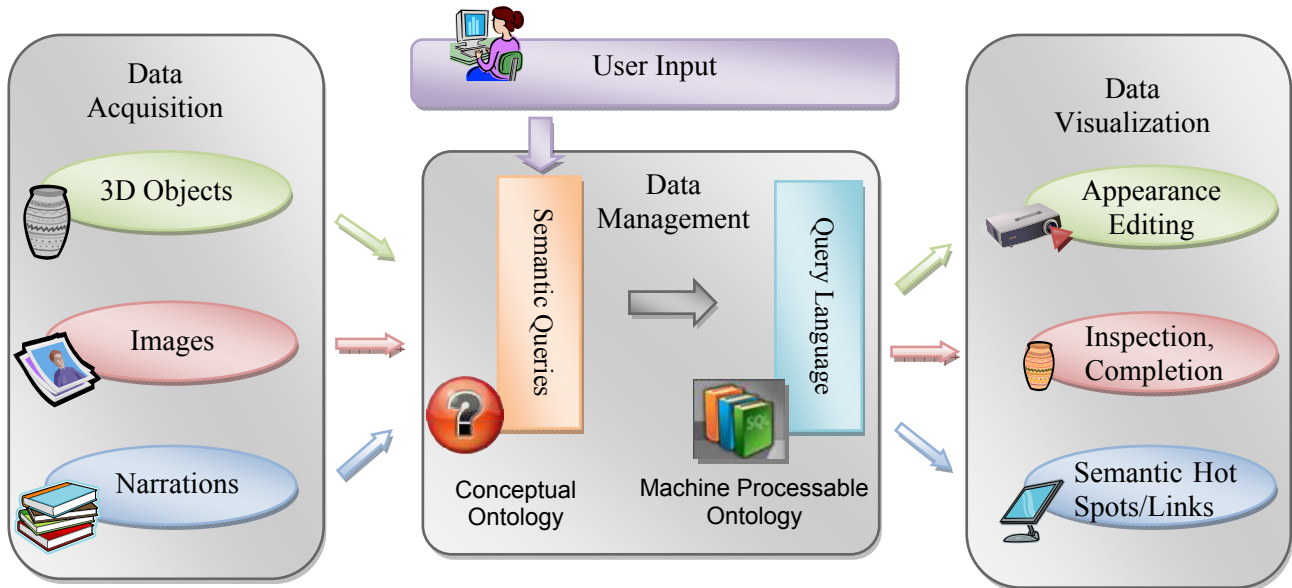 Data
Acquisition
3D Objects
Images
Narrations
User Input
Data
Management
Semantic Queries
Query Language
SQL
Conceptual
Ontology
Machine Processable
Ontology
Data
Visualization
Appearance
Editing
Inspection,
Completion
Semantic Hot
Spots/Links